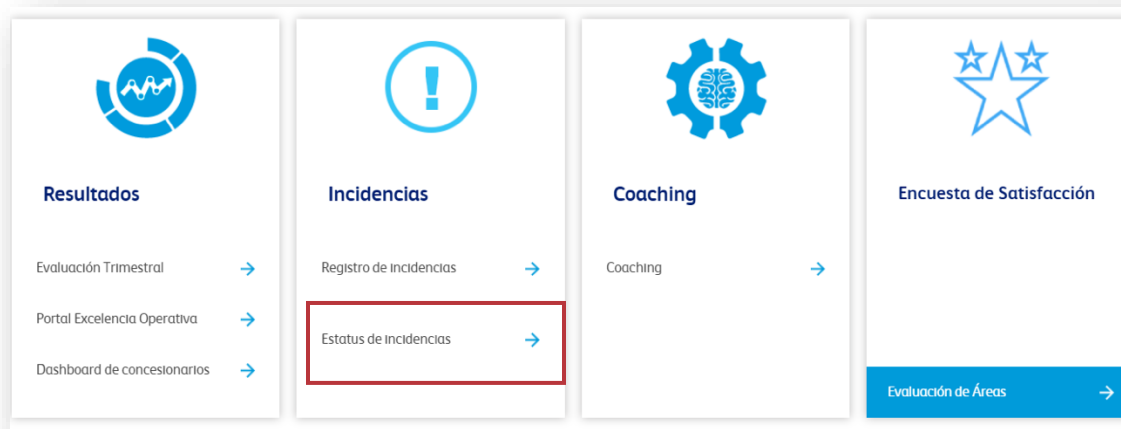 Resultados
Evaluación Trimestral
Portal Excelencia Operativa
Dashboard de concesionarios
Incidencias
Registro de incidencias
Estatus de incidencias
Coaching
Coaching
Encuesta de Satisfacción
Evaluación de Áreas